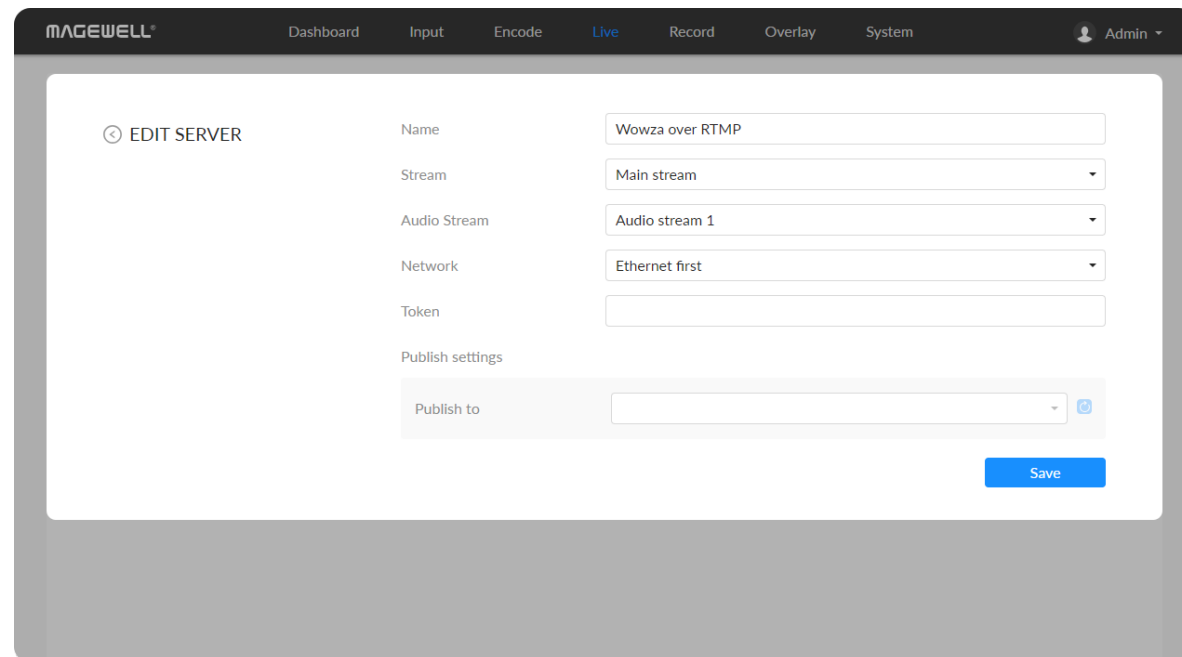 MAGEWELL® Dashboard Input Encode Live Record Overlay System Admin
EDIT SERVER
Name Wowza over RTMP
Stream Main stream
Audio Stream Audio stream 1
Network Ethernet first
Token
Publish settings
Publish to
Save